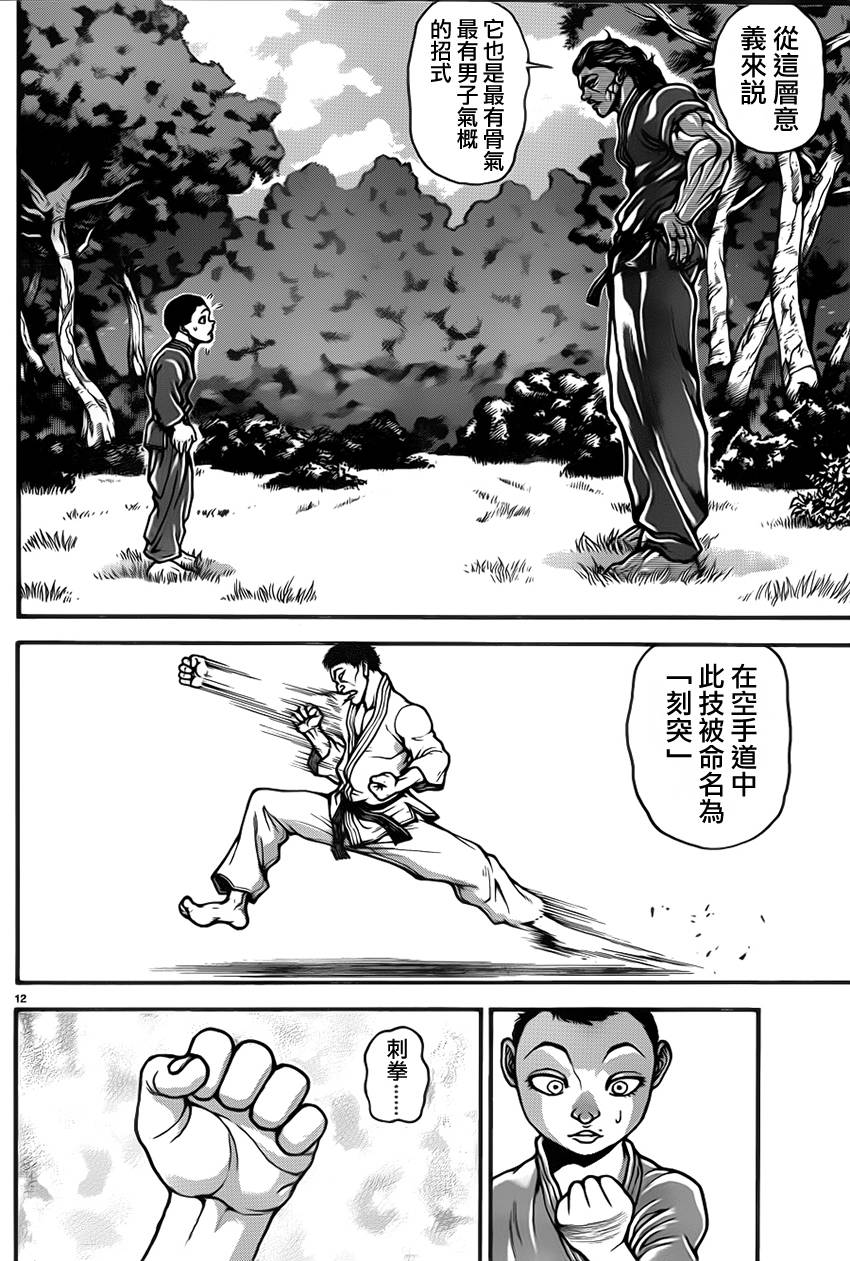 從這層意
義來說
它也是最有骨氣
最有男子氣概
的招式
在空手道中
此技被命名為
「刻突」
12
刺拳……